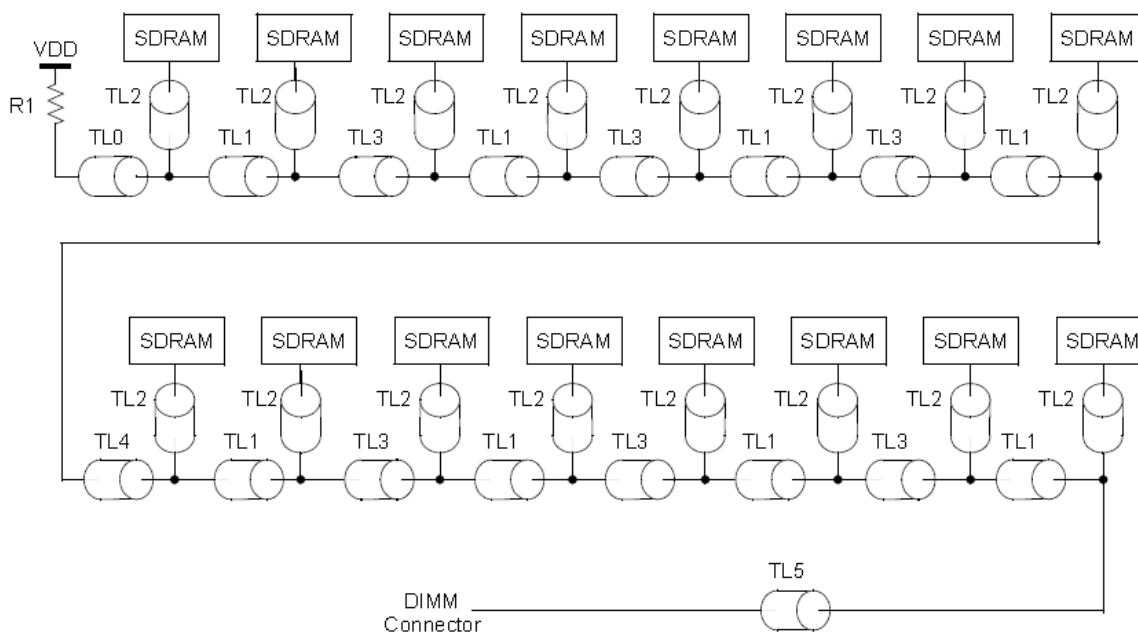 SDRAM SDRAM SDRAM SDRAM SDRAM SDRAM SDRAM SDRAM
VDD
R1
TL2 TL2 TL2 TL2 TL2 TL2 TL2 TL2
TL0 TL1 TL3 TL1 TL3 TL1 TL3 TL1
SDRAM SDRAM SDRAM SDRAM SDRAM SDRAM SDRAM SDRAM
TL2 TL2 TL2 TL2 TL2 TL2 TL2 TL2
TL4 TL1 TL3 TL1 TL3 TL1 TL3 TL1
TL5
DIMM
Connector